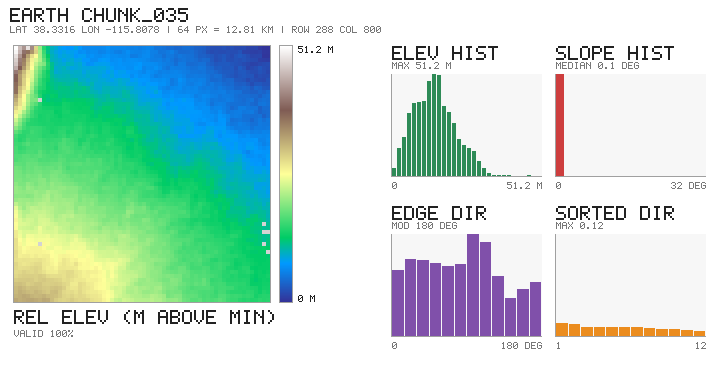 EARTH CHUNK_035
LAT 38.3316 LON -115.8078 | 64 PX = 12.81 KM | ROW 288 COL 800
51.2 M
0 M
REL ELEV (M ABOVE MIN)
VALID 100%
ELEV HIST
MAX 51.2 M
0 51.2 M
SLOPE HIST
MEDIAN 0.1 DEG
0 32 DEG
EDGE DIR
MOD 180 DEG
0 180 DEG
SORTED DIR
MAX 0.12
1 12